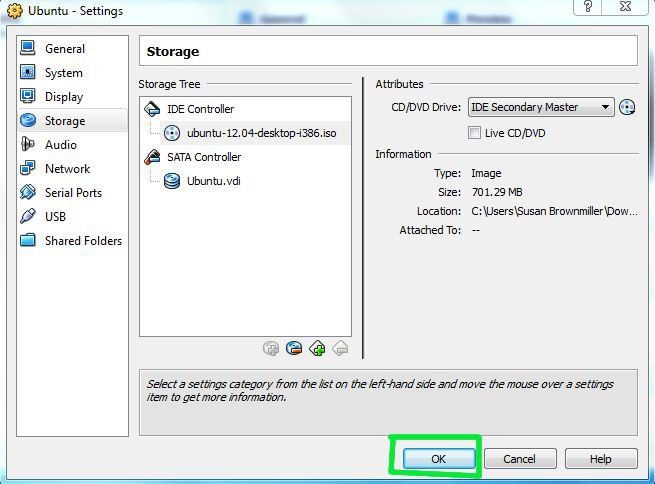 Ubuntu - Settings
General
System
Display
Storage
Audio
Network
Serial Ports
USB
Shared Folders
Storage
Storage Tree
IDE Controller
ubuntu-12.04-desktop-i386.iso
SATA Controller
Ubuntu.vdi
Attributes
CD/DVD Drive: IDE Secondary Master
Live CD/DVD
Information
Type: Image
Size: 701.29 MB
Location: C:\Users\Susan Brownmiller\Dow...
Attached To: --
Select a settings category from the list on the left-hand side and move the mouse over a settings
item to get more information.
OK Cancel Help